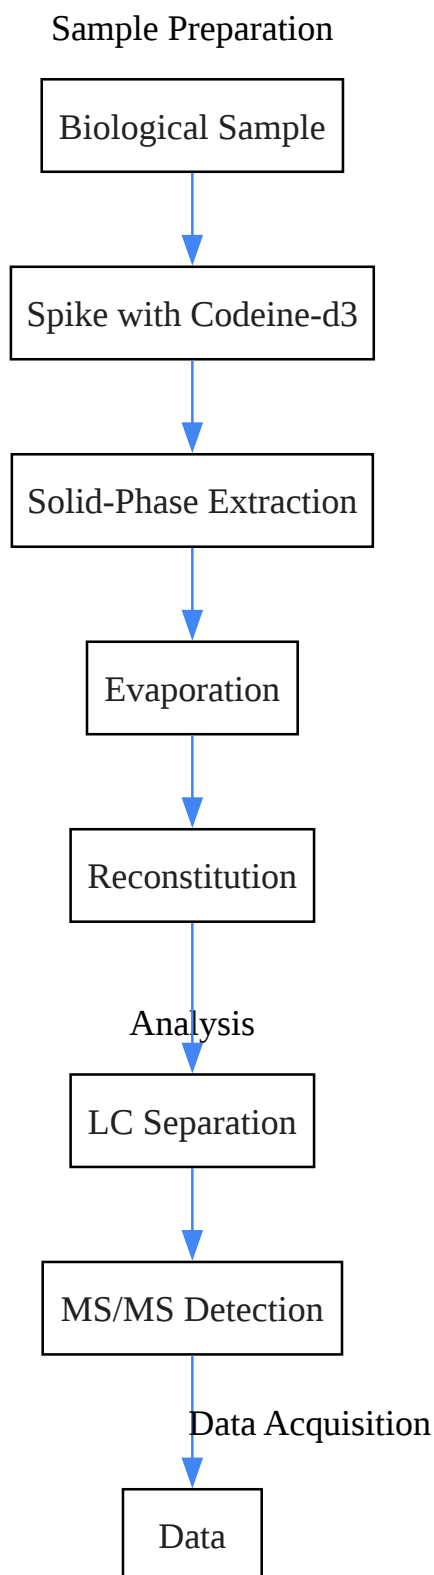 Sample Preparation
Biological Sample
Spike with Codeine-d3
Solid-Phase Extraction
Evaporation
Reconstitution
Analysis
LC Separation
MS/MS Detection
Data Acquisition
Data